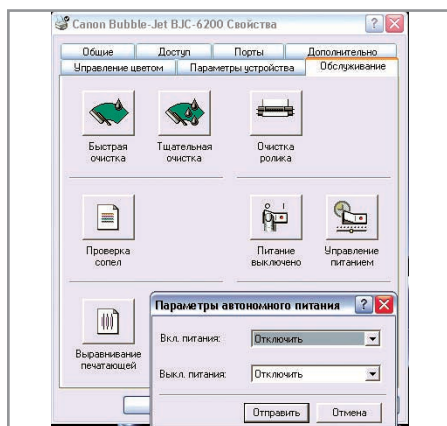 Canon Bubble-Jet BJC-6200 Свойства
Общие Доступ Порты Дополнительно
Управление цветом Параметры устройства Обслуживание
Быстрая очистка
Тщательная очистка
Очистка ролика
Проверка сопел
Питание выключено
Управление питанием
Выравнивание печатающей
Параметры автономного питания
Вкл. питания: Отключить
Выкл. питания: Отключить
Отправить Отмена